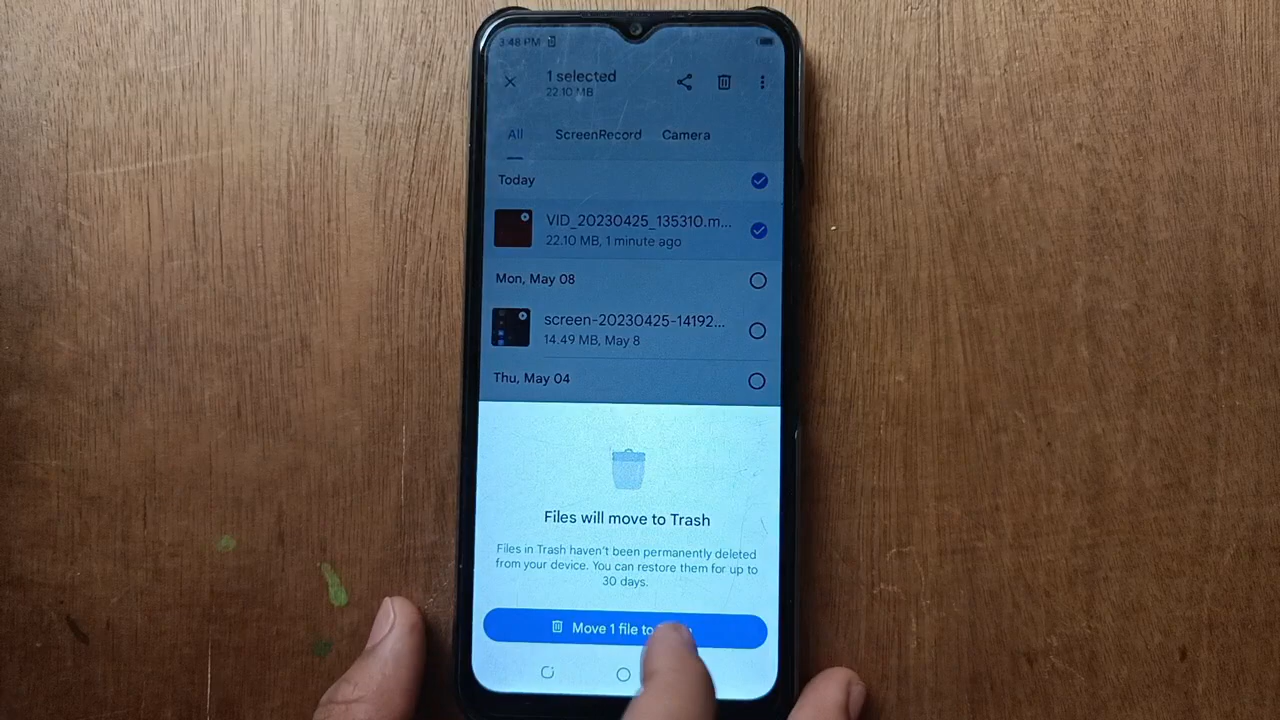 3:48 PM
1 selected
22.10 MB
All ScreenRecord Camera
Today
VID_20230425_135310.m...
22.10 MB, 1 minute ago
Mon, May 08
screen-20230425-14192...
14.49 MB, May 8
Thu, May 04
Files will move to Trash
Files in Trash haven't been permanently deleted
from your device. You can restore them for up to
30 days.
Move 1 file to